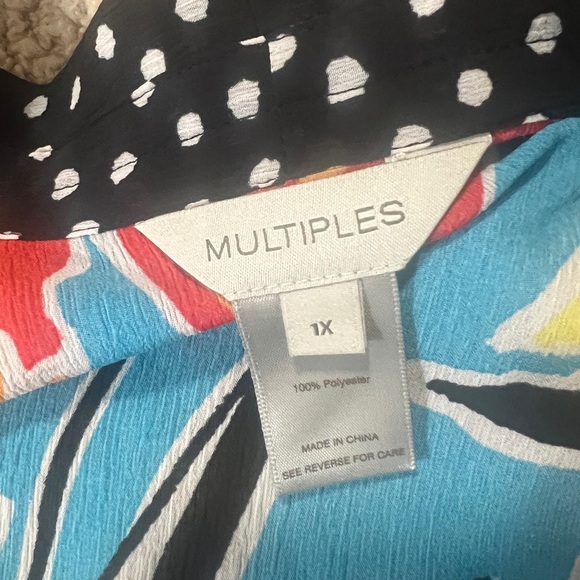 MULTIPLES
1X
100% Polyester
MADE IN CHINA
SEE REVERSE FOR CARE